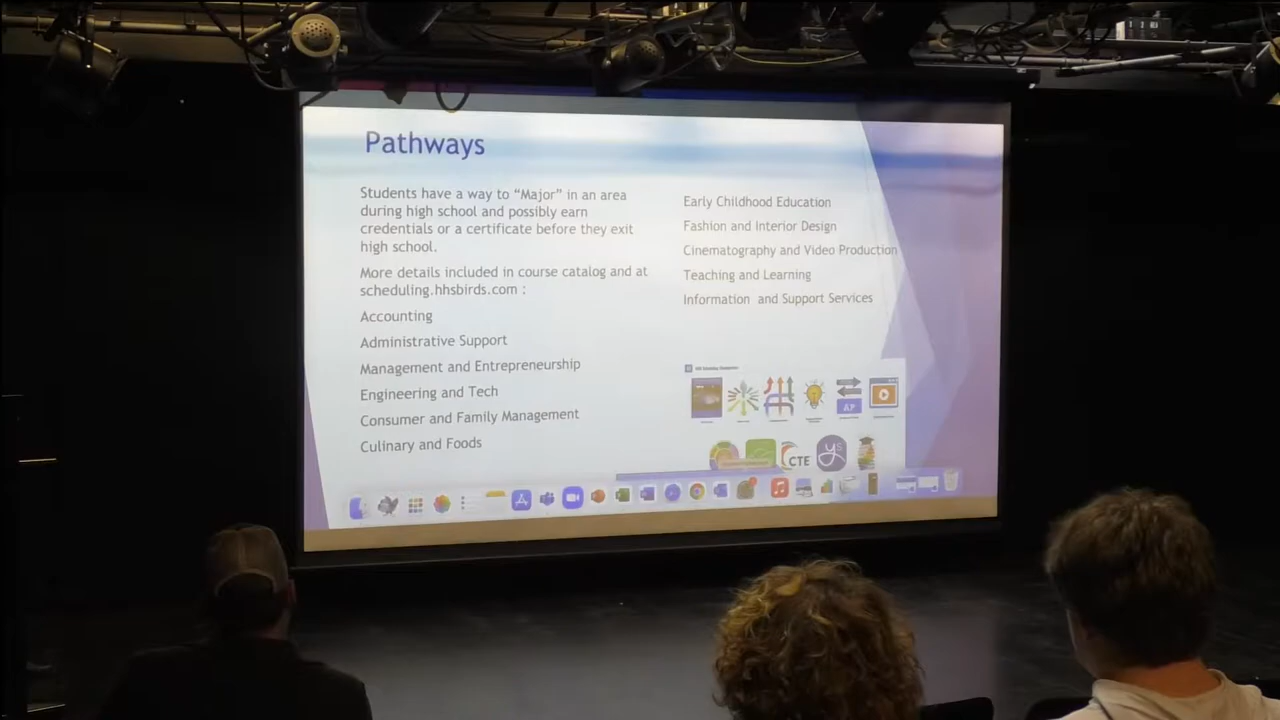 Pathways
Students have a way to “Major” in an area
during high school and possibly earn
credentials or a certificate before they exit
high school.
More details included in course catalog and at
scheduling.hhsbirds.com :
Accounting
Administrative Support
Management and Entrepreneurship
Engineering and Tech
Consumer and Family Management
Culinary and Foods
Early Childhood Education
Fashion and Interior Design
Cinematography and Video Production
Teaching and Learning
Information and Support Services
AP
CTE
ys